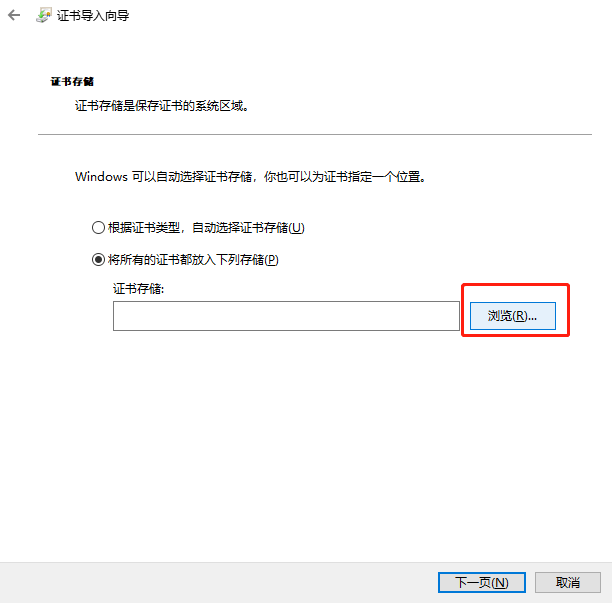 证书导入向导
证书存储
证书存储是保存证书的系统区域。
Windows 可以自动选择证书存储，你也可以为证书指定一个位置。
根据证书类型，自动选择证书存储(U)
将所有的证书都放入下列存储(P)
证书存储:
浏览(R)...
下一页(N)
取消